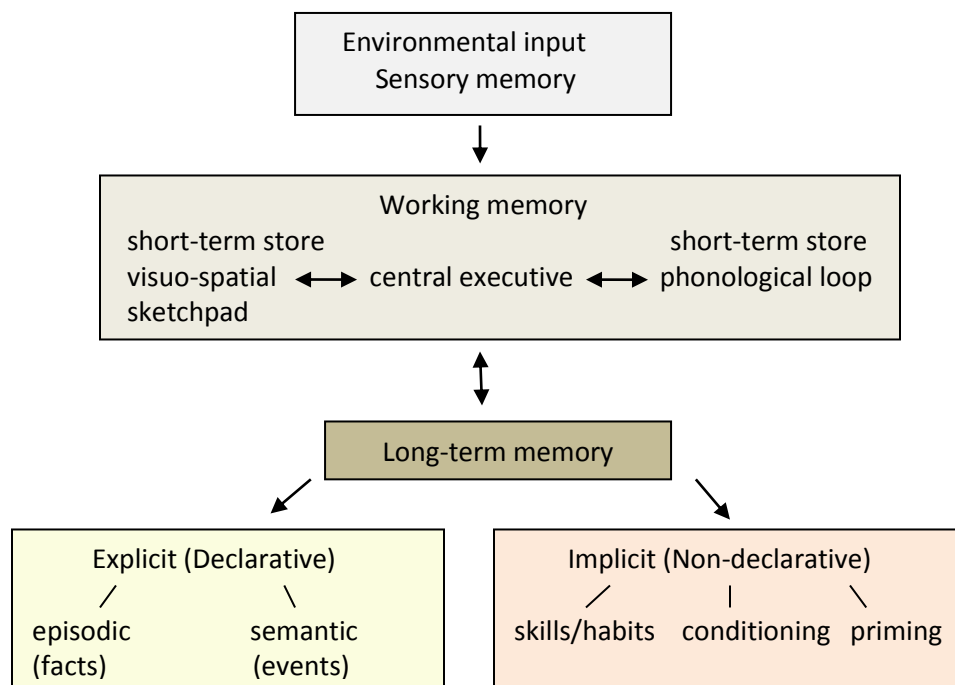 Environmental input
Sensory memory
Working memory
short-term store
visuo-spatial
sketchpad
central executive
short-term store
phonological loop
Long-term memory
Explicit (Declarative)
episodic
(facts)
semantic
(events)
Implicit (Non-declarative)
skills/habits conditioning priming